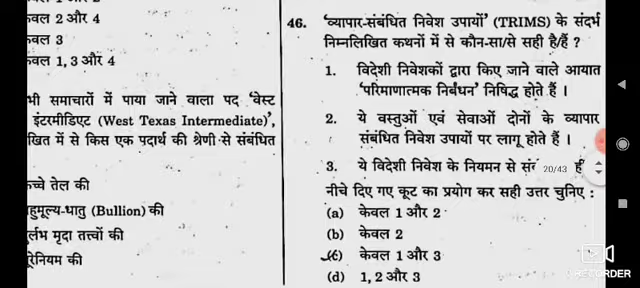 वल 2 और 4
वल 3
वल 1, 3 और 4
भी समाचारों में पाया जाने वाला पद 'वेस्ट
इंटरमीडिएट (West Texas Intermediate)',
खित में से किस एक पदार्थ की श्रेणी से संबंधित
च्चे तेल की
हुमूल्य-धातु (Bullion) की
र्लभ मृदा तत्त्वों की
रेनियम की
46. 'व्यापार-संबंधित निवेश उपायों' (TRIMS) के संदर्भ
निम्नलिखित कथनों में से कौन-सा/से सही है/हैं ?
1. विदेशी निवेशकों द्वारा किए जाने वाले आयात
'परिमाणात्मक निर्बंधन' निषिद्ध होते हैं ।
2. ये वस्तुओं एवं सेवाओं दोनों के व्यापार
संबंधित निवेश उपायों पर लागू होते हैं ।
3. ये विदेशी निवेश के नियमन से
20/43
नीचे दिए गए कूट का प्रयोग कर सही उत्तर चुनिए :
(a) केवल 1 और 2
(b) केवल 2
(c) केवल 1 और 3
(d) 1, 2 और 3
RECORDER